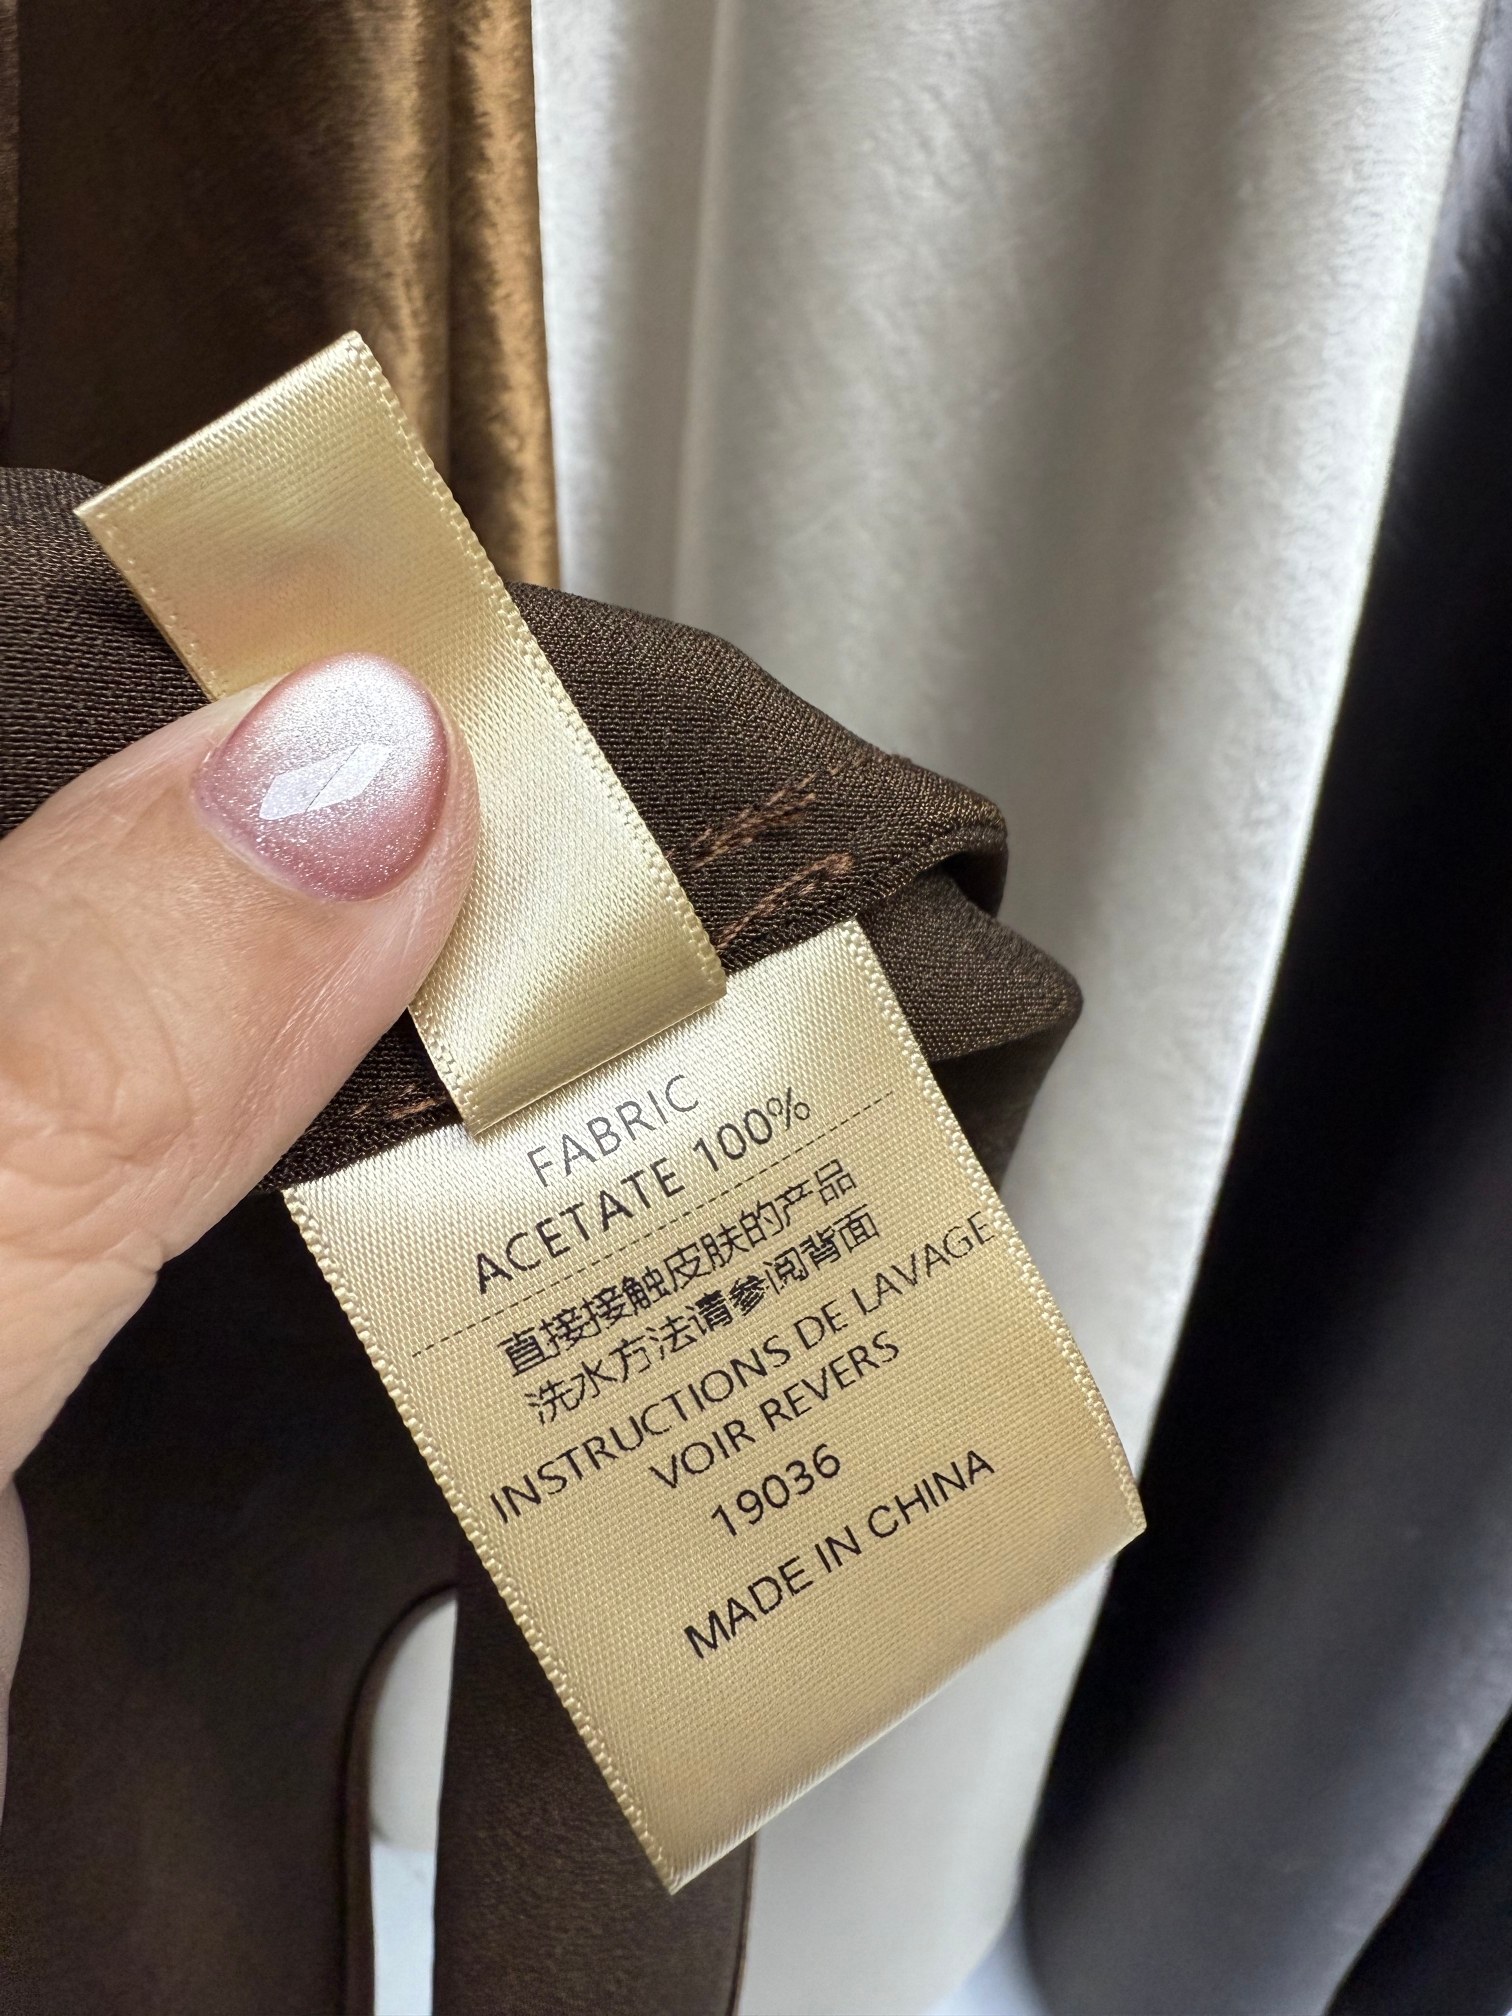 FABRIC
ACETATE 100%
直接接触皮肤的产品
洗水方法请参阅背面
INSTRUCTIONS DE LAVAGE
VOIR REVERS
19036
MADE IN CHINA